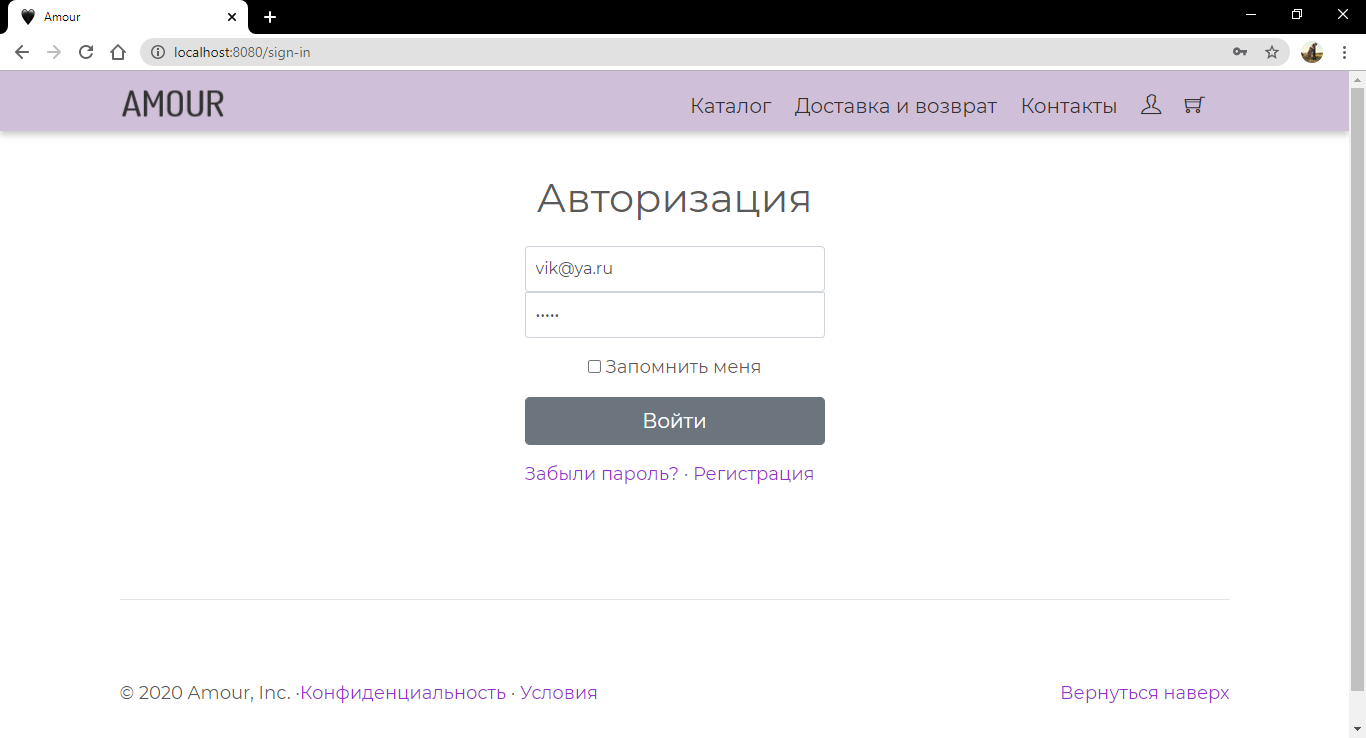 Amour
localhost:8080/sign-in
AMOUR
Каталог Доставка и возврат Контакты
Авторизация
vik@ya.ru
•••••
Запомнить меня
Войти
Забыли пароль? · Регистрация
© 2020 Amour, Inc. ·Конфиденциальность · Условия Вернуться наверх